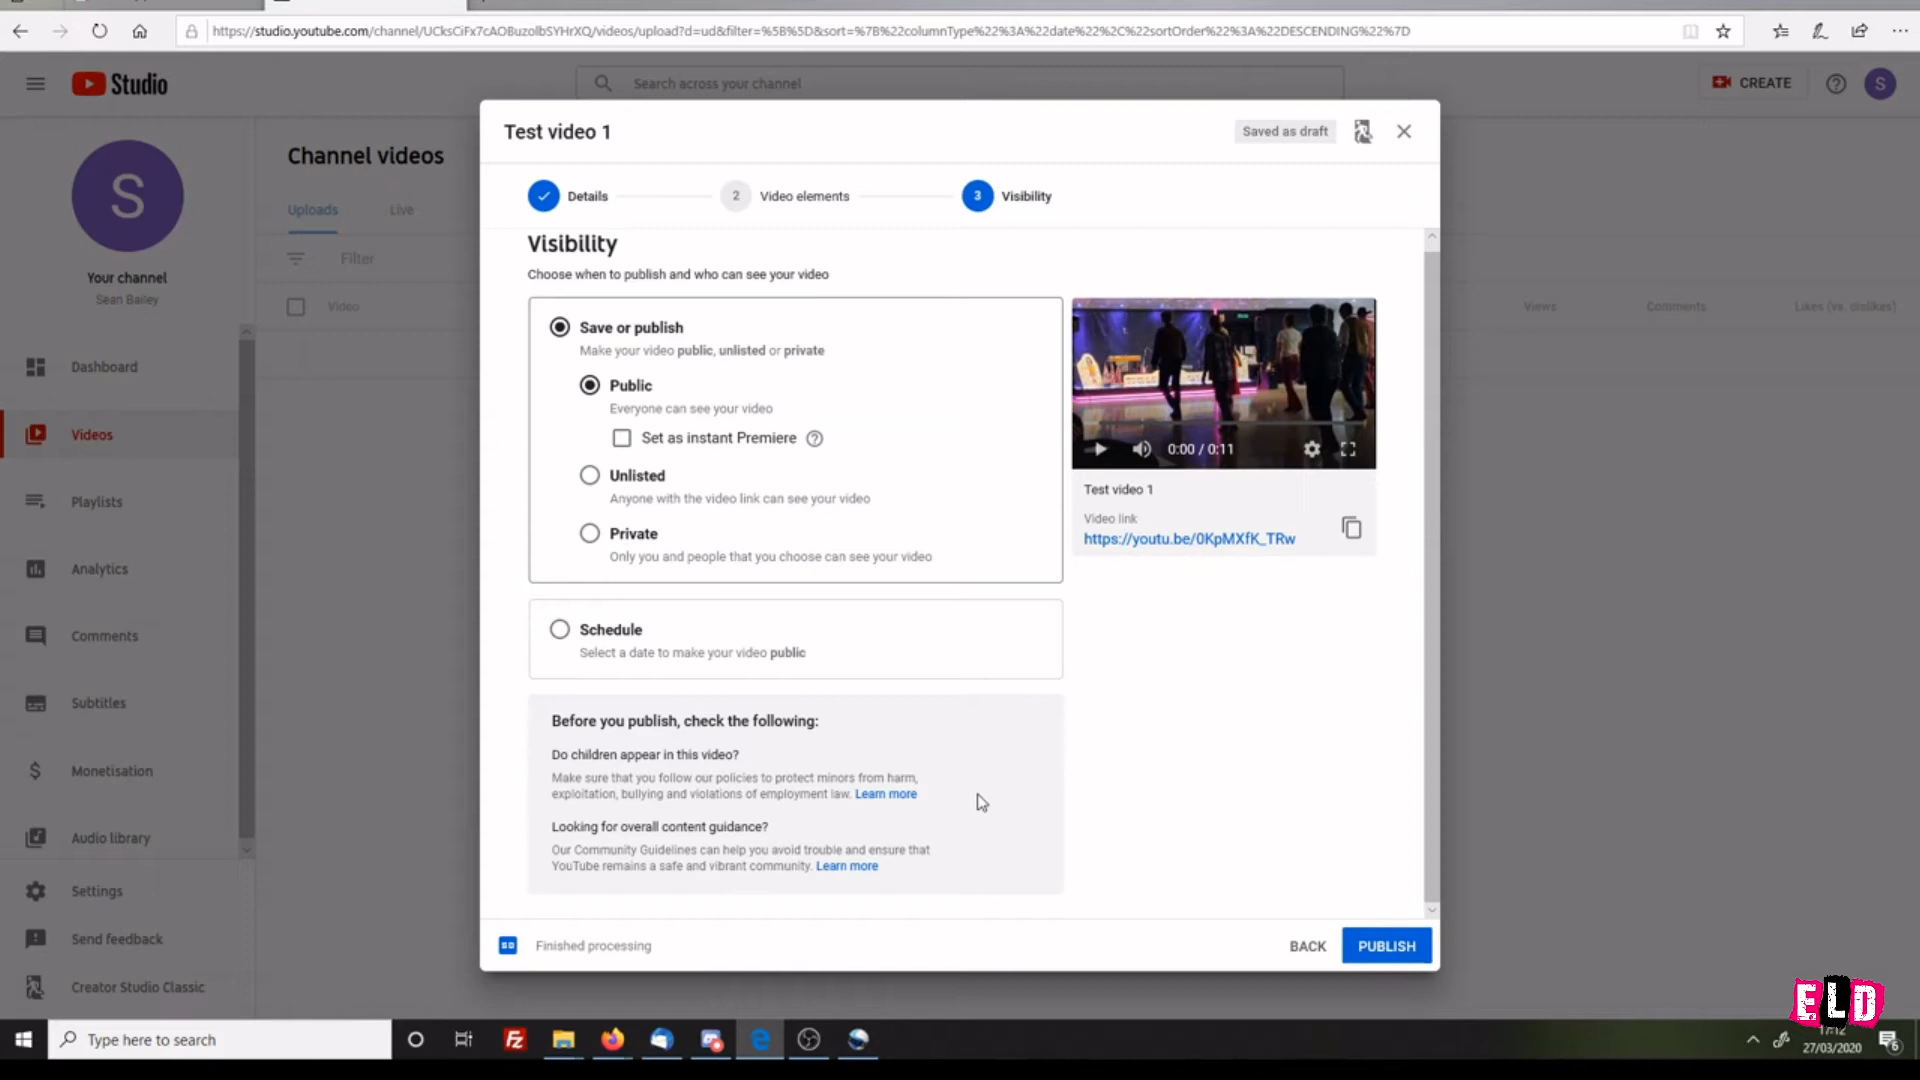 https://studio.youtube.com/channel/UCksCiFx7cAOBuzolbSYHrXQ/videos/upload?d=ud&filter=%5B%5D&sort=%7B%22columnType%22%3A%22date%22%2C%22sortOrder%22%3A%22DESCENDING%22%7D
Studio
Search across your channel
CREATE
S
S
Your channel
Sean Bailey
Dashboard
Videos
Playlists
Analytics
Comments
Subtitles
Monetisation
Audio library
Settings
Send feedback
Creator Studio Classic
Channel videos
Uploads
Live
Filter
Video
Views
Comments
Likes (vs. dislikes)
Test video 1
Saved as draft
Details
2
Video elements
3
Visibility
Visibility
Choose when to publish and who can see your video
Save or publish
Make your video public, unlisted or private
Public
Everyone can see your video
Set as instant Premiere
Unlisted
Anyone with the video link can see your video
Private
Only you and people that you choose can see your video
Schedule
Select a date to make your video public
Before you publish, check the following:
Do children appear in this video?
Make sure that you follow our policies to protect minors from harm,
exploitation, bullying and violations of employment law. Learn more
Looking for overall content guidance?
Our Community Guidelines can help you avoid trouble and ensure that
YouTube remains a safe and vibrant community. Learn more
0:00 / 0:11
Test video 1
Video link
https://youtu.be/0KpMXfK_TRw
SD
Finished processing
BACK
PUBLISH
ELD
Type here to search
Fz
17:12
27/03/2020
6